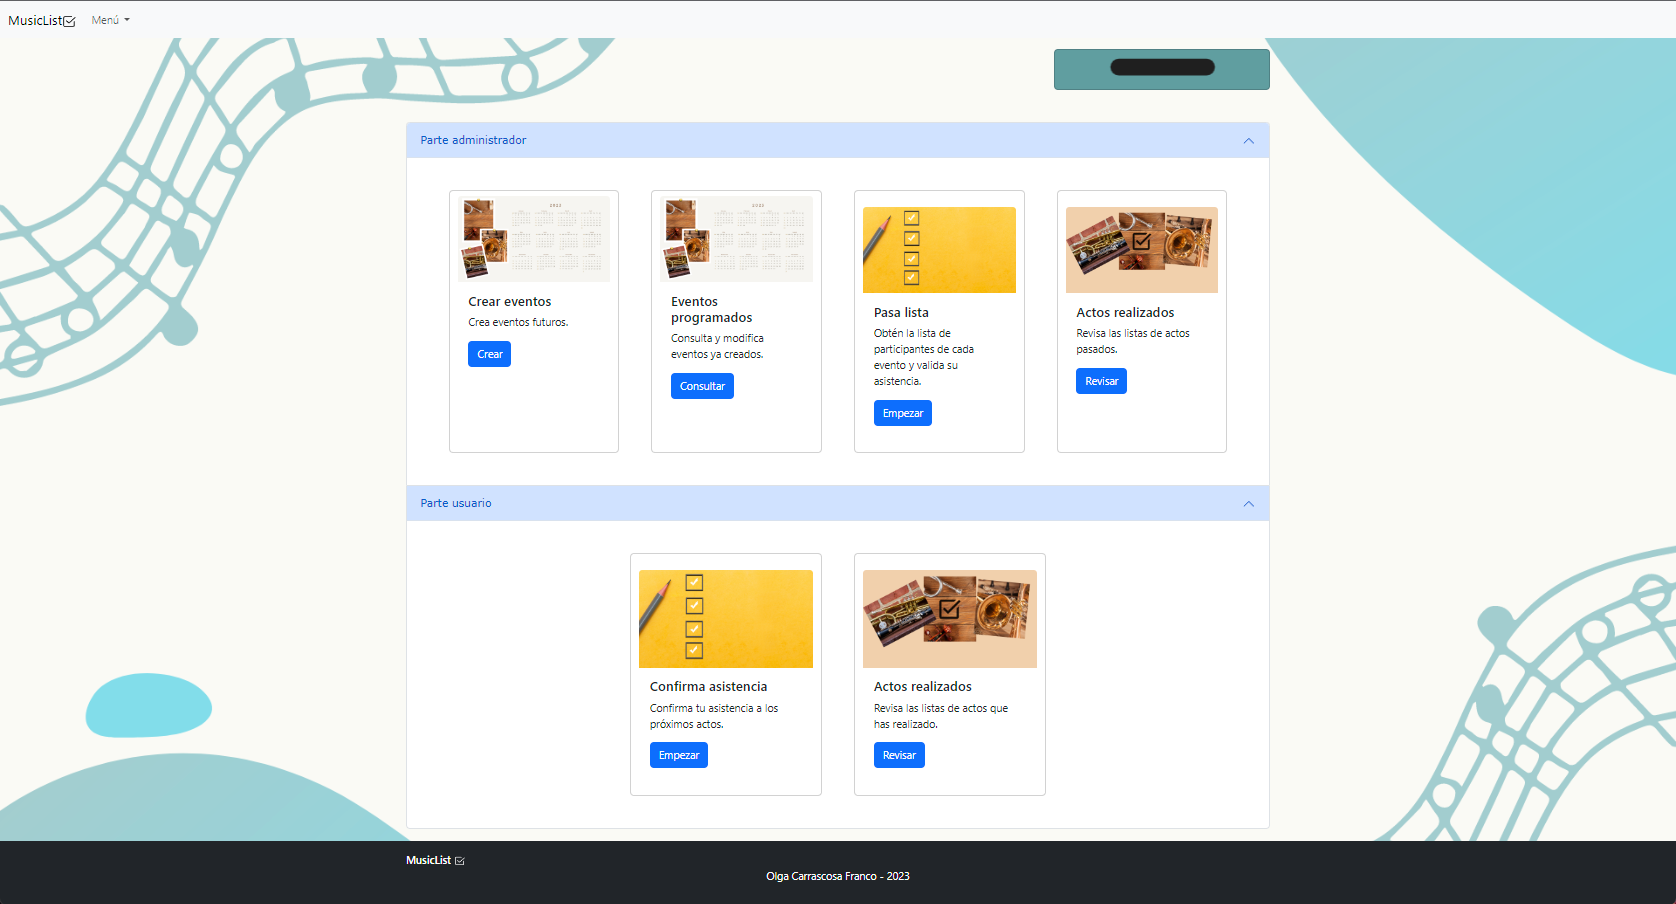 MusicList
Menú
Parte administrador
2023
Crear eventos
Crea eventos futuros.
Crear
Eventos
programados
Consulta y modifica
eventos ya creados.
Consultar
Pasa lista
Obtén la lista de
participantes de cada
evento y valida su
asistencia.
Empezar
Actos realizados
Revisa las listas de actos
pasados.
Revisar
Parte usuario
Confirma asistencia
Confirma tu asistencia a los
próximos actos.
Empezar
Actos realizados
Revisa las listas de actos que
has realizado.
Revisar
MusicList
Olga Carrascosa Franco - 2023